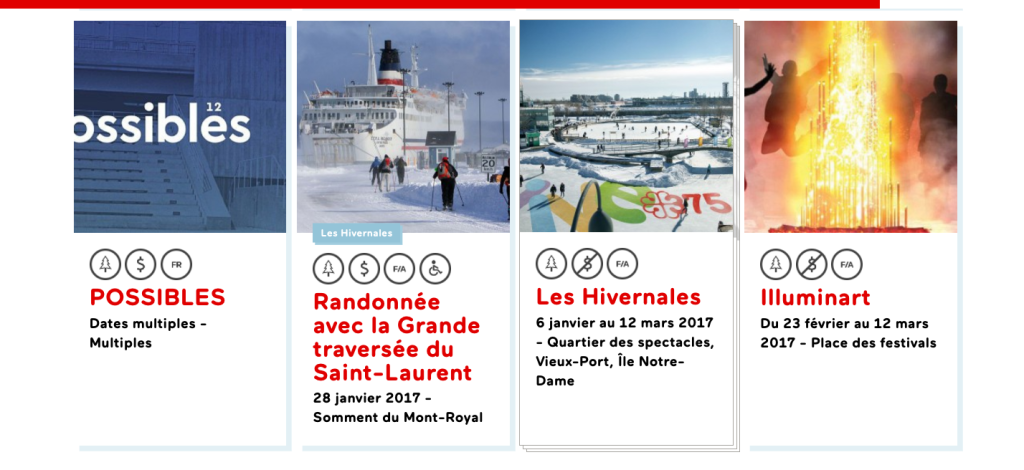 12
ossibles
FR
POSSIBLES
Dates multiples -
Multiples
20
Les Hivernales
F/A
Randonnée
avec la Grande
traversée du
Saint-Laurent
28 janvier 2017 -
Somment du Mont-Royal
375
F/A
Les Hivernales
6 janvier au 12 mars 2017
- Quartier des spectacles,
Vieux-Port, Île Notre-
Dame
F/A
Illuminart
Du 23 février au 12 mars
2017 - Place des festivals